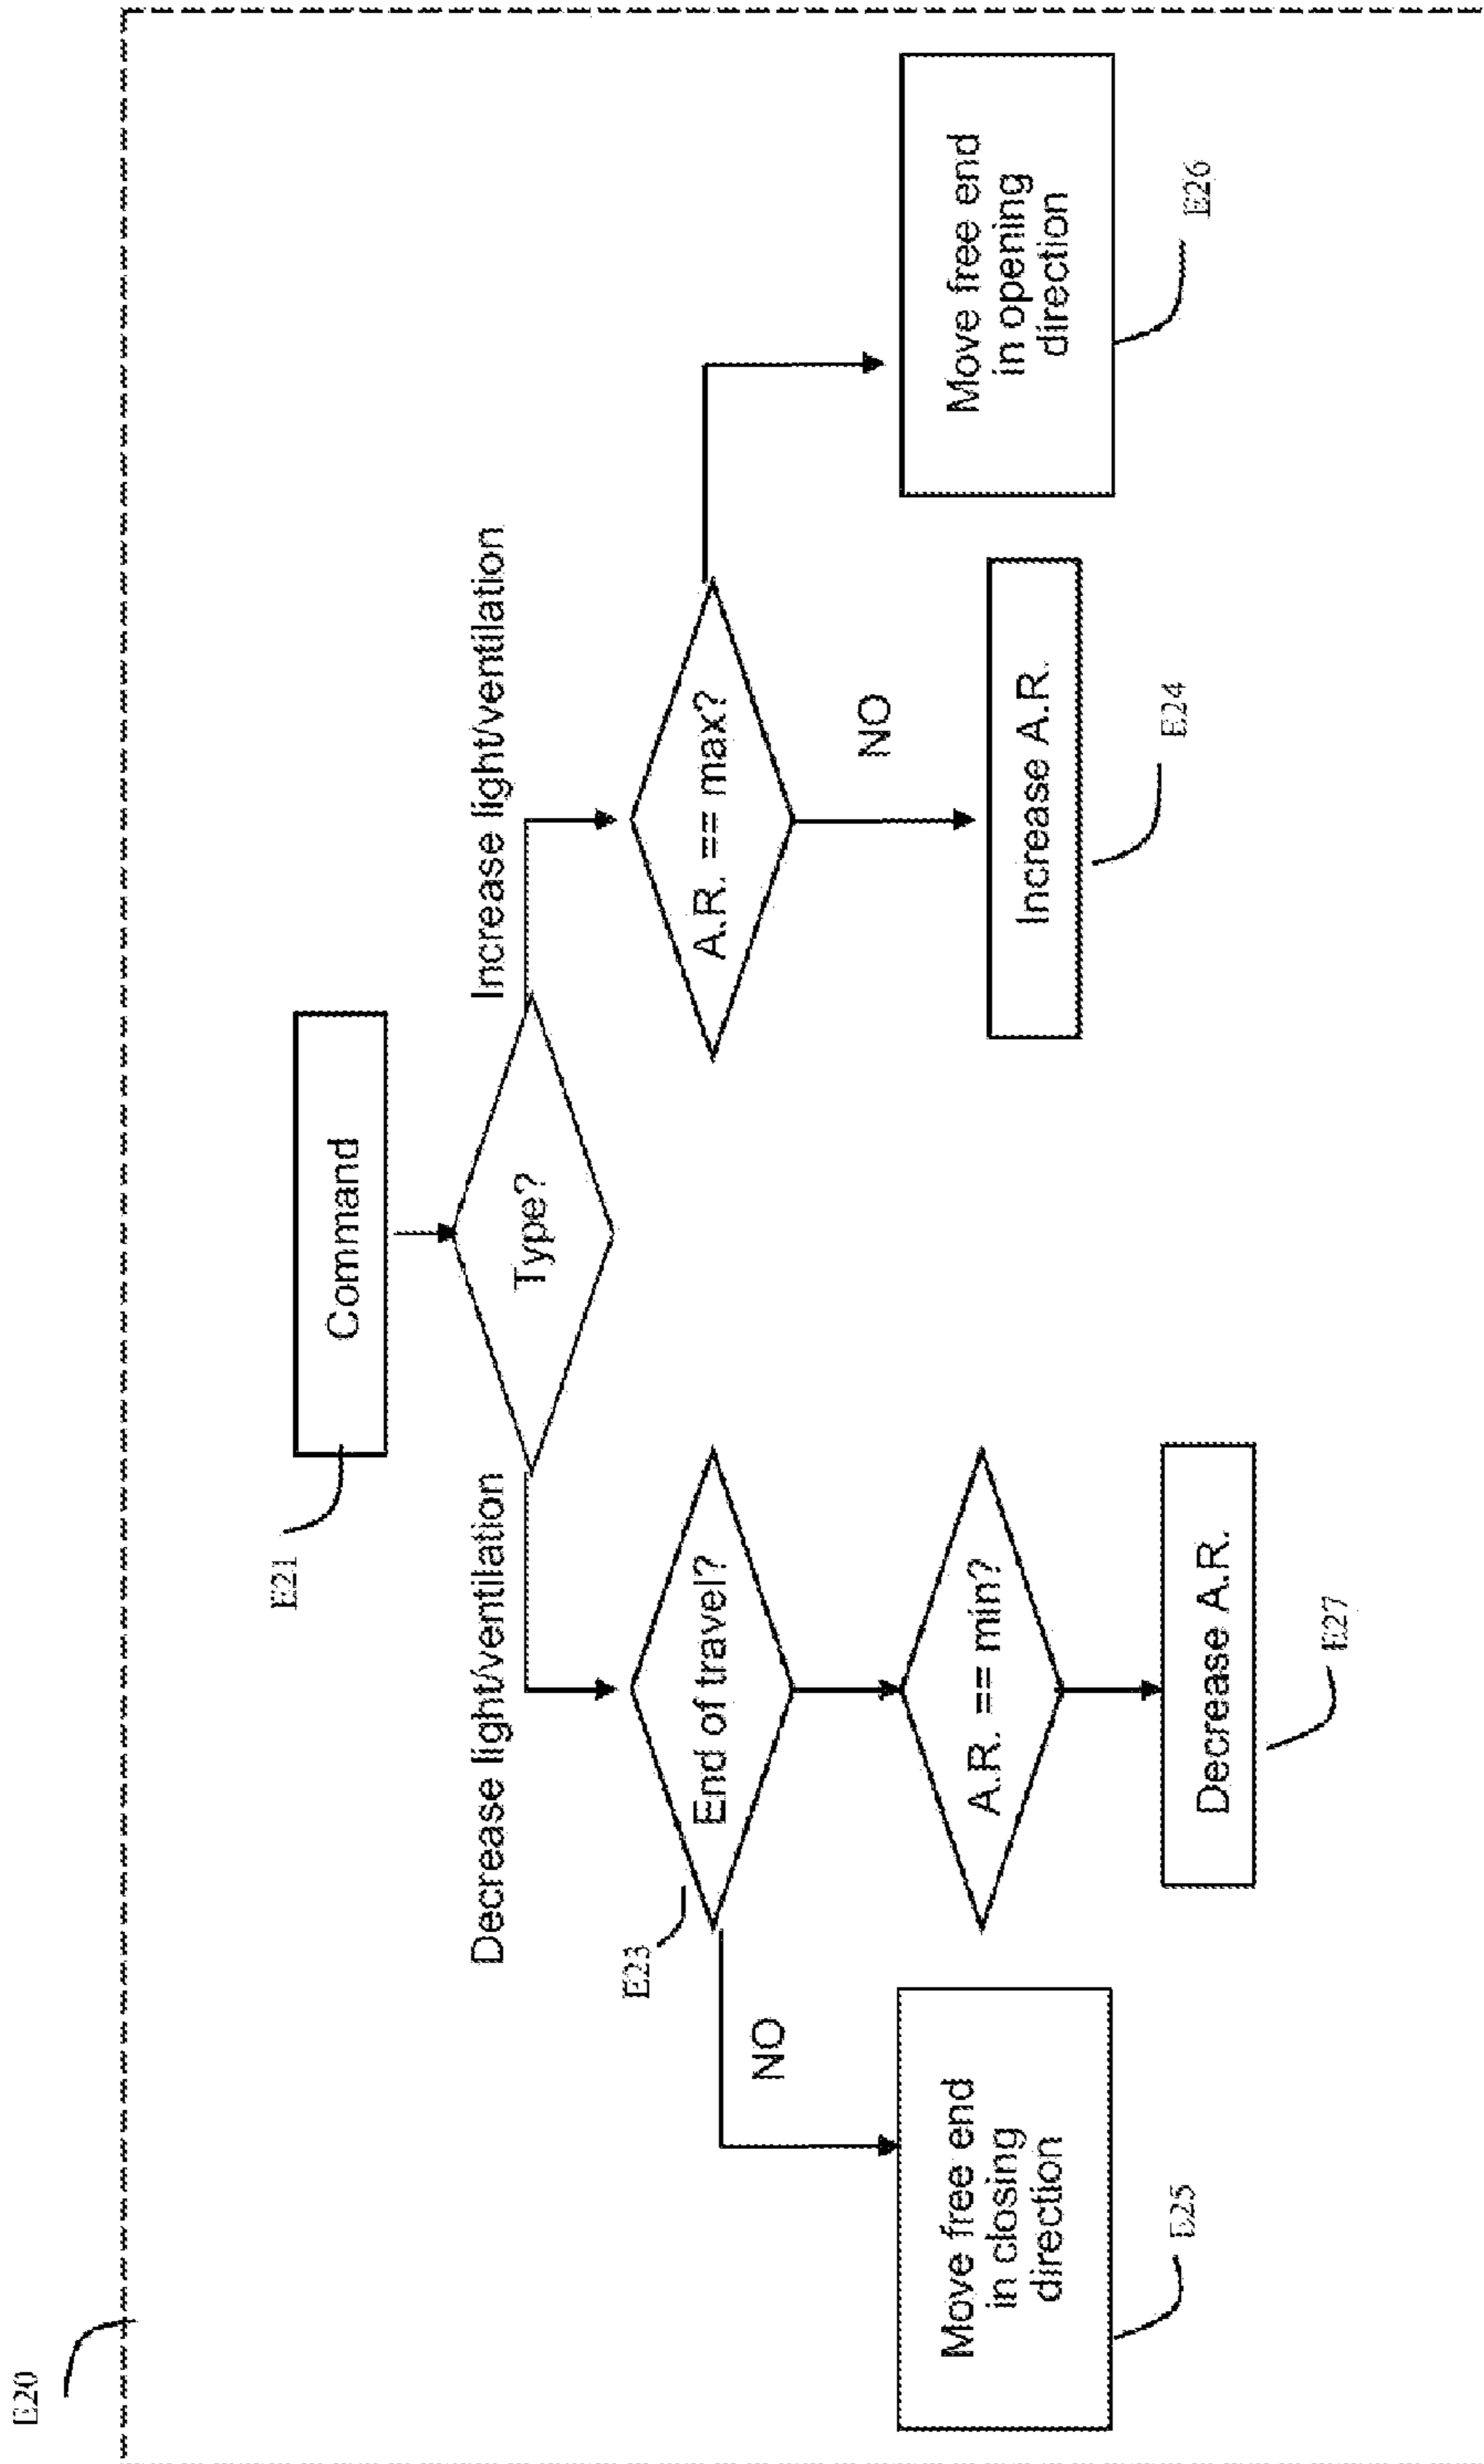 E20
E21
Command
Type?
Decrease light/ventilation
Increase light/ventilation
E23
End of travel?
A.R. == max?
NO
NO
Move free end
in closing
direction
A.R. == min?
Move free end
in opening
direction
Increase A.R.
E25
E24
E26
Decrease A.R.
E27